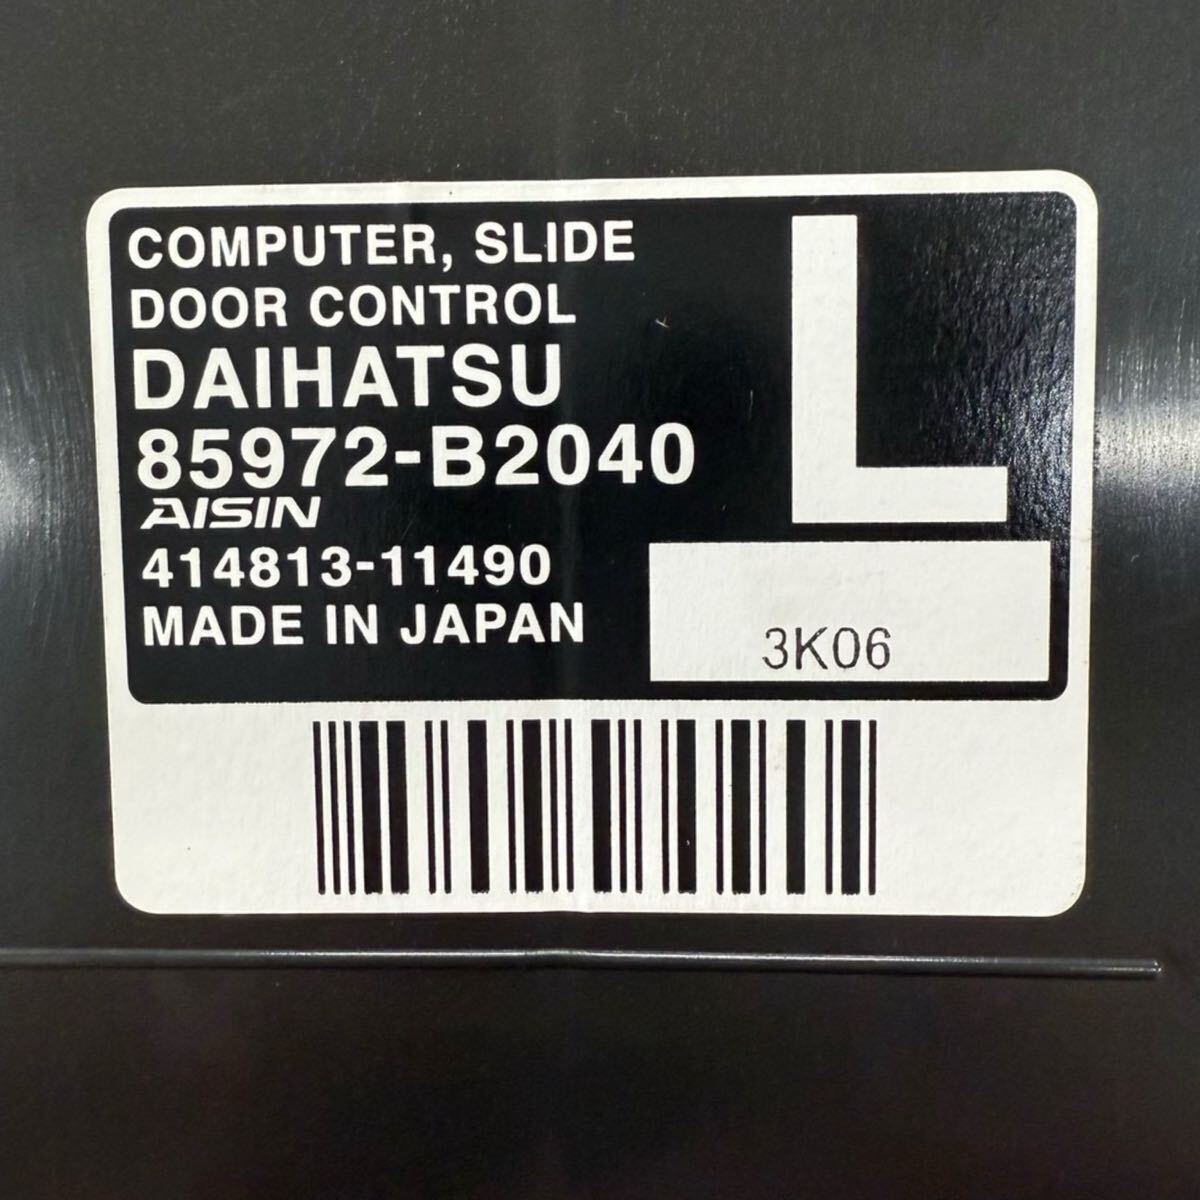 COMPUTER, SLIDE
DOOR CONTROL
DAIHATSU
85972-B2040
L
AISIN
414813-11490
MADE IN JAPAN
3K06